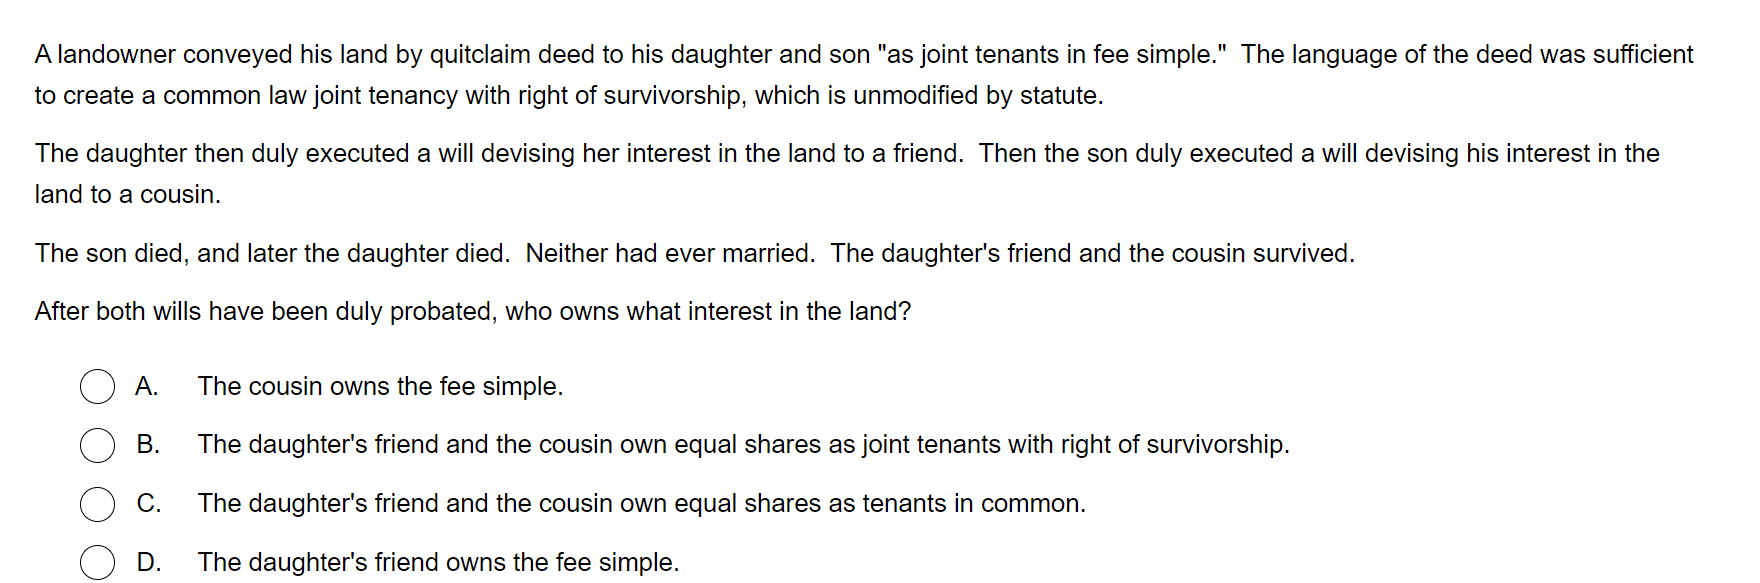 A landowner conveyed his land by quitclaim deed to his daughter and son "as joint tenants in fee simple."  The language of the deed was sufficient
to create a common law joint tenancy with right of survivorship, which is unmodified by statute.
The daughter then duly executed a will devising her interest in the land to a friend.  Then the son duly executed a will devising his interest in the
land to a cousin.
The son died, and later the daughter died.  Neither had ever married.  The daughter's friend and the cousin survived.
After both wills have been duly probated, who owns what interest in the land?
A. The cousin owns the fee simple.
B. The daughter's friend and the cousin own equal shares as joint tenants with right of survivorship.
C. The daughter's friend and the cousin own equal shares as tenants in common.
D. The daughter's friend owns the fee simple.